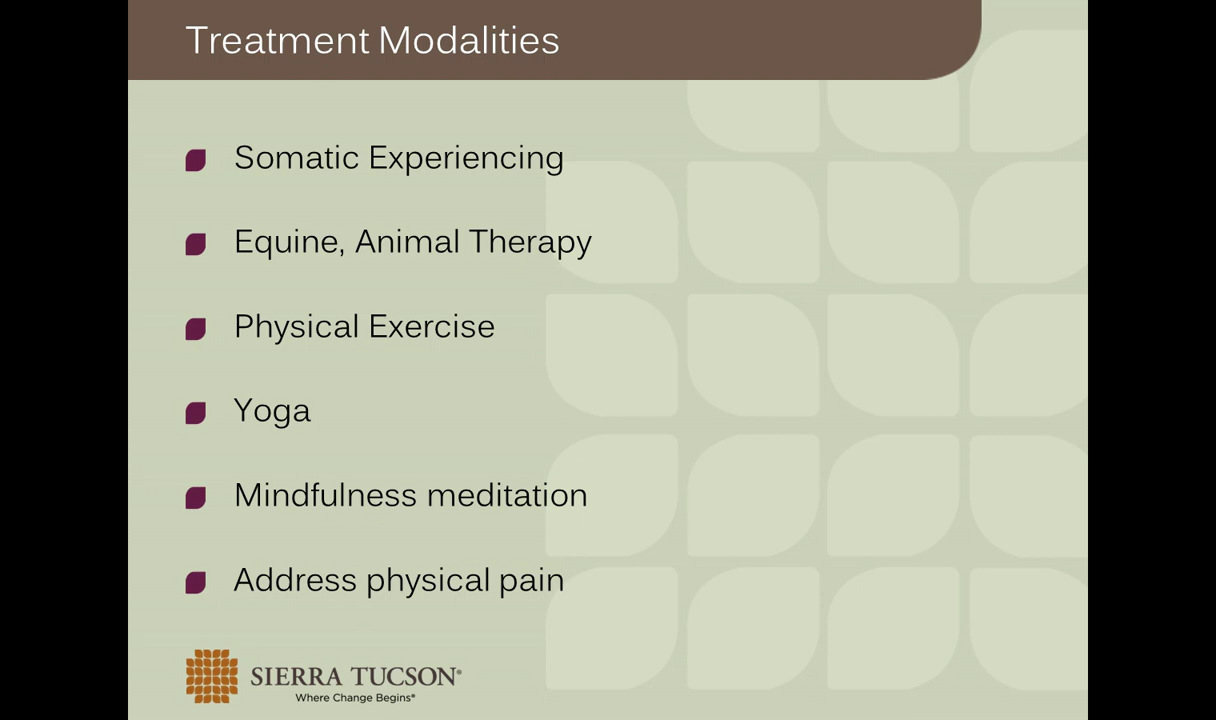 Treatment Modalities
Somatic Experiencing
Equine, Animal Therapy
Physical Exercise
Yoga
Mindfulness meditation
Address physical pain
SIERRA TUCSON®
Where Change Begins®